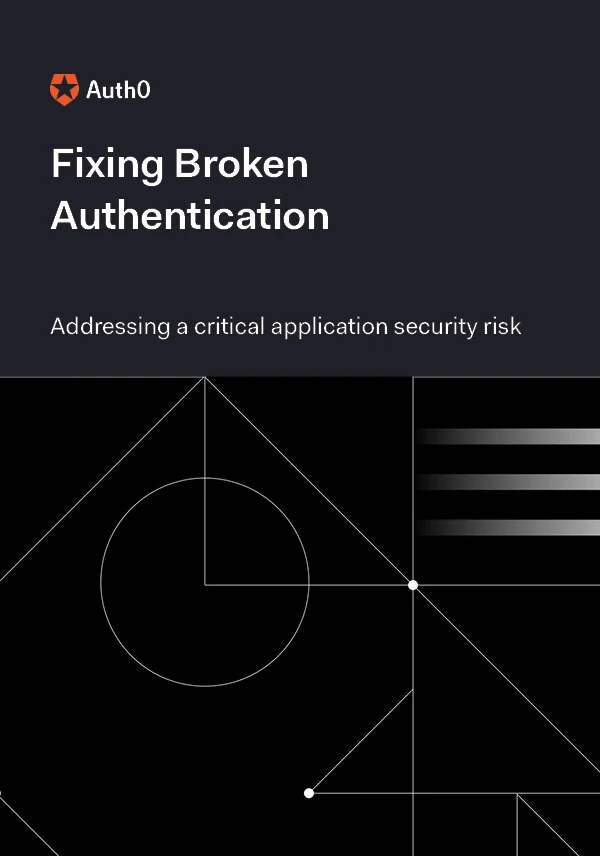 Auth0
Fixing Broken
Authentication
Addressing a critical application security risk